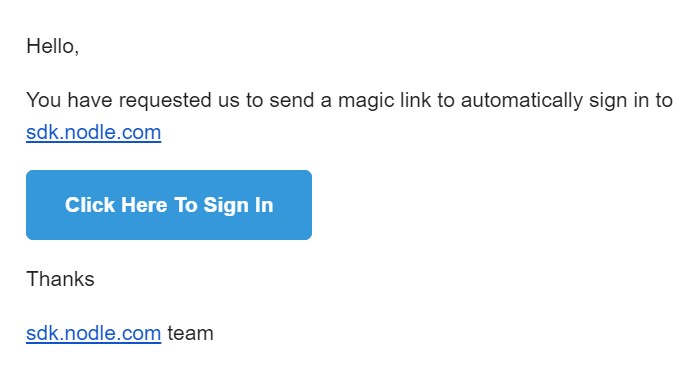 Hello,
You have requested us to send a magic link to automatically sign in to
sdk.nodle.com
Click Here To Sign In
Thanks
sdk.nodle.com team